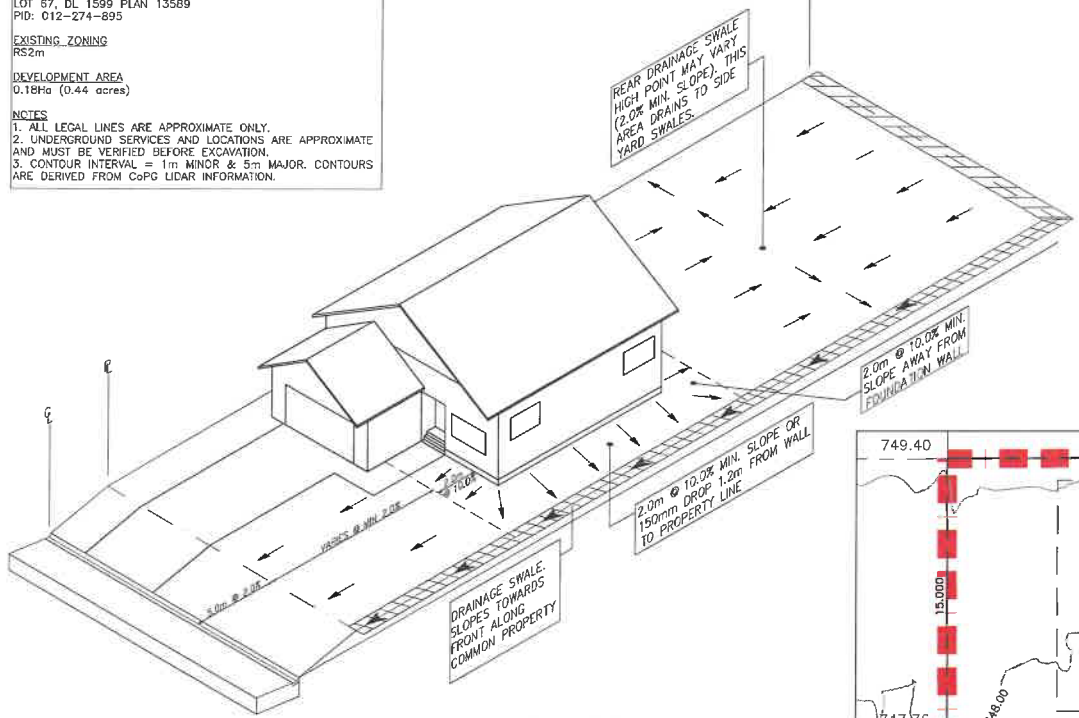 LOT 67, DL 1599 PLAN 13589
PID: 012-274-895
EXISTING ZONING
RS2m
DEVELOPMENT AREA
0.18Ha (0.44 acres)
NOTES
1. ALL LEGAL LINES ARE APPROXIMATE ONLY.
2. UNDERGROUND SERVICES AND LOCATIONS ARE APPROXIMATE
AND MUST BE VERIFIED BEFORE EXCAVATION.
3. CONTOUR INTERVAL = 1m MINOR & 5m MAJOR. CONTOURS
ARE DERIVED FROM CoPG LIDAR INFORMATION.
REAR DRAINAGE SWALE
HIGH POINT MAY VARY
(2.0% MIN. SLOPE). THIS
AREA DRAINS TO SIDE
YARD SWALES.
2.0m @ 10.0% MIN.
SLOPE AWAY FROM
FOUNDATION WALL
2.0m @ 10.0% MIN. SLOPE OR
150mm DROP 1.2m FROM WALL
TO PROPERTY LINE
10.0%
VARIES @ MIN. 2.0%
5.0m @ 2.0%
DRAINAGE SWALE.
SLOPES TOWARDS
FRONT ALONG
COMMON PROPERTY
749.40
15.000
48.00